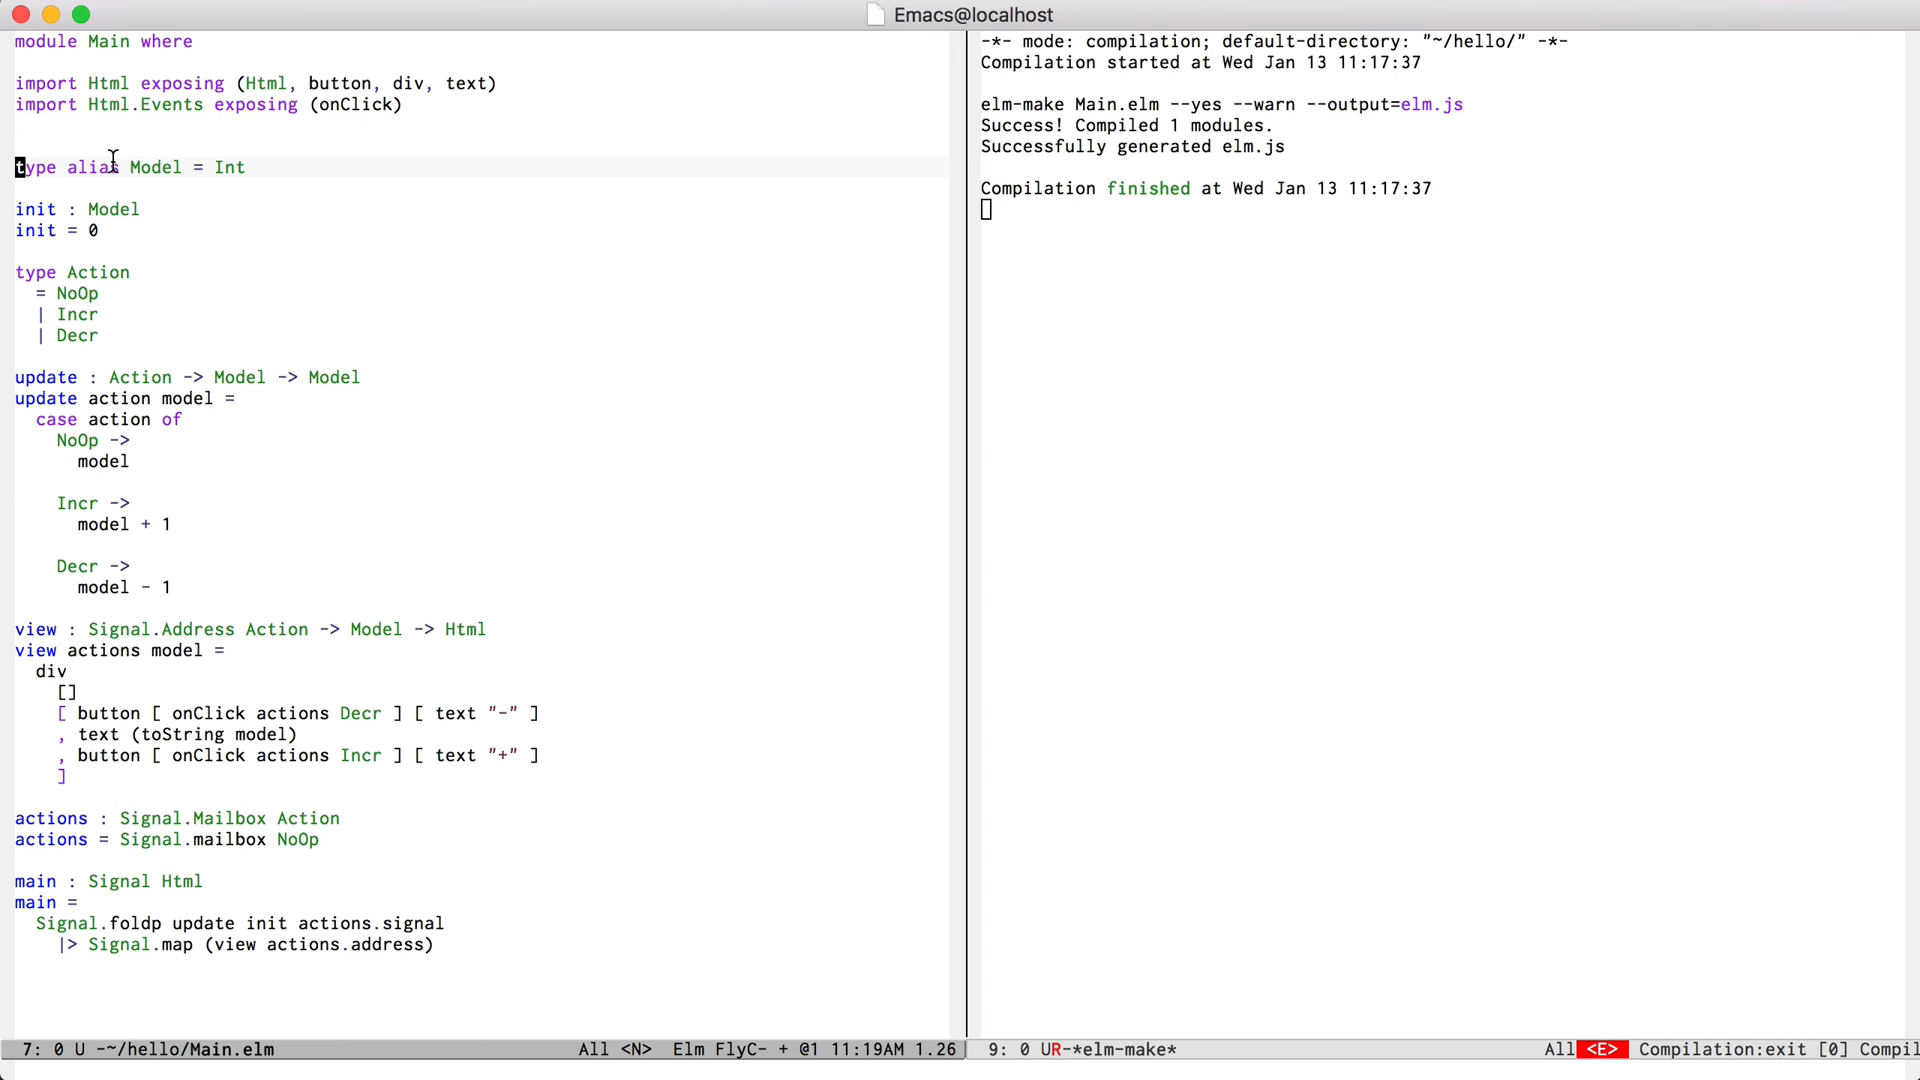 Emacs@localhost
module Main where
import Html exposing (Html, button, div, text)
import Html.Events exposing (onClick)
type alias Model = Int
init : Model
init = 0
type Action
  = NoOp
  | Incr
  | Decr
update : Action -> Model -> Model
update action model =
  case action of
    NoOp ->
      model
    Incr ->
      model + 1
    Decr ->
      model - 1
view : Signal.Address Action -> Model -> Html
view actions model =
  div
    []
    [ button [ onClick actions Decr ] [ text "-" ]
    , text (toString model)
    , button [ onClick actions Incr ] [ text "+" ]
    ]
actions : Signal.Mailbox Action
actions = Signal.mailbox NoOp
main : Signal Html
main =
  Signal.foldp update init actions.signal
    |> Signal.map (view actions.address)
7: 0 U -~/hello/Main.elm All <N> Elm FlyC- + @1 11:19AM 1.26
-*- mode: compilation; default-directory: "~/hello/" -*-
Compilation started at Wed Jan 13 11:17:37
elm-make Main.elm --yes --warn --output=elm.js
Success! Compiled 1 modules.
Successfully generated elm.js
Compilation finished at Wed Jan 13 11:17:37
9: 0 UR-*elm-make* All <E> Compilation:exit [0] Compil